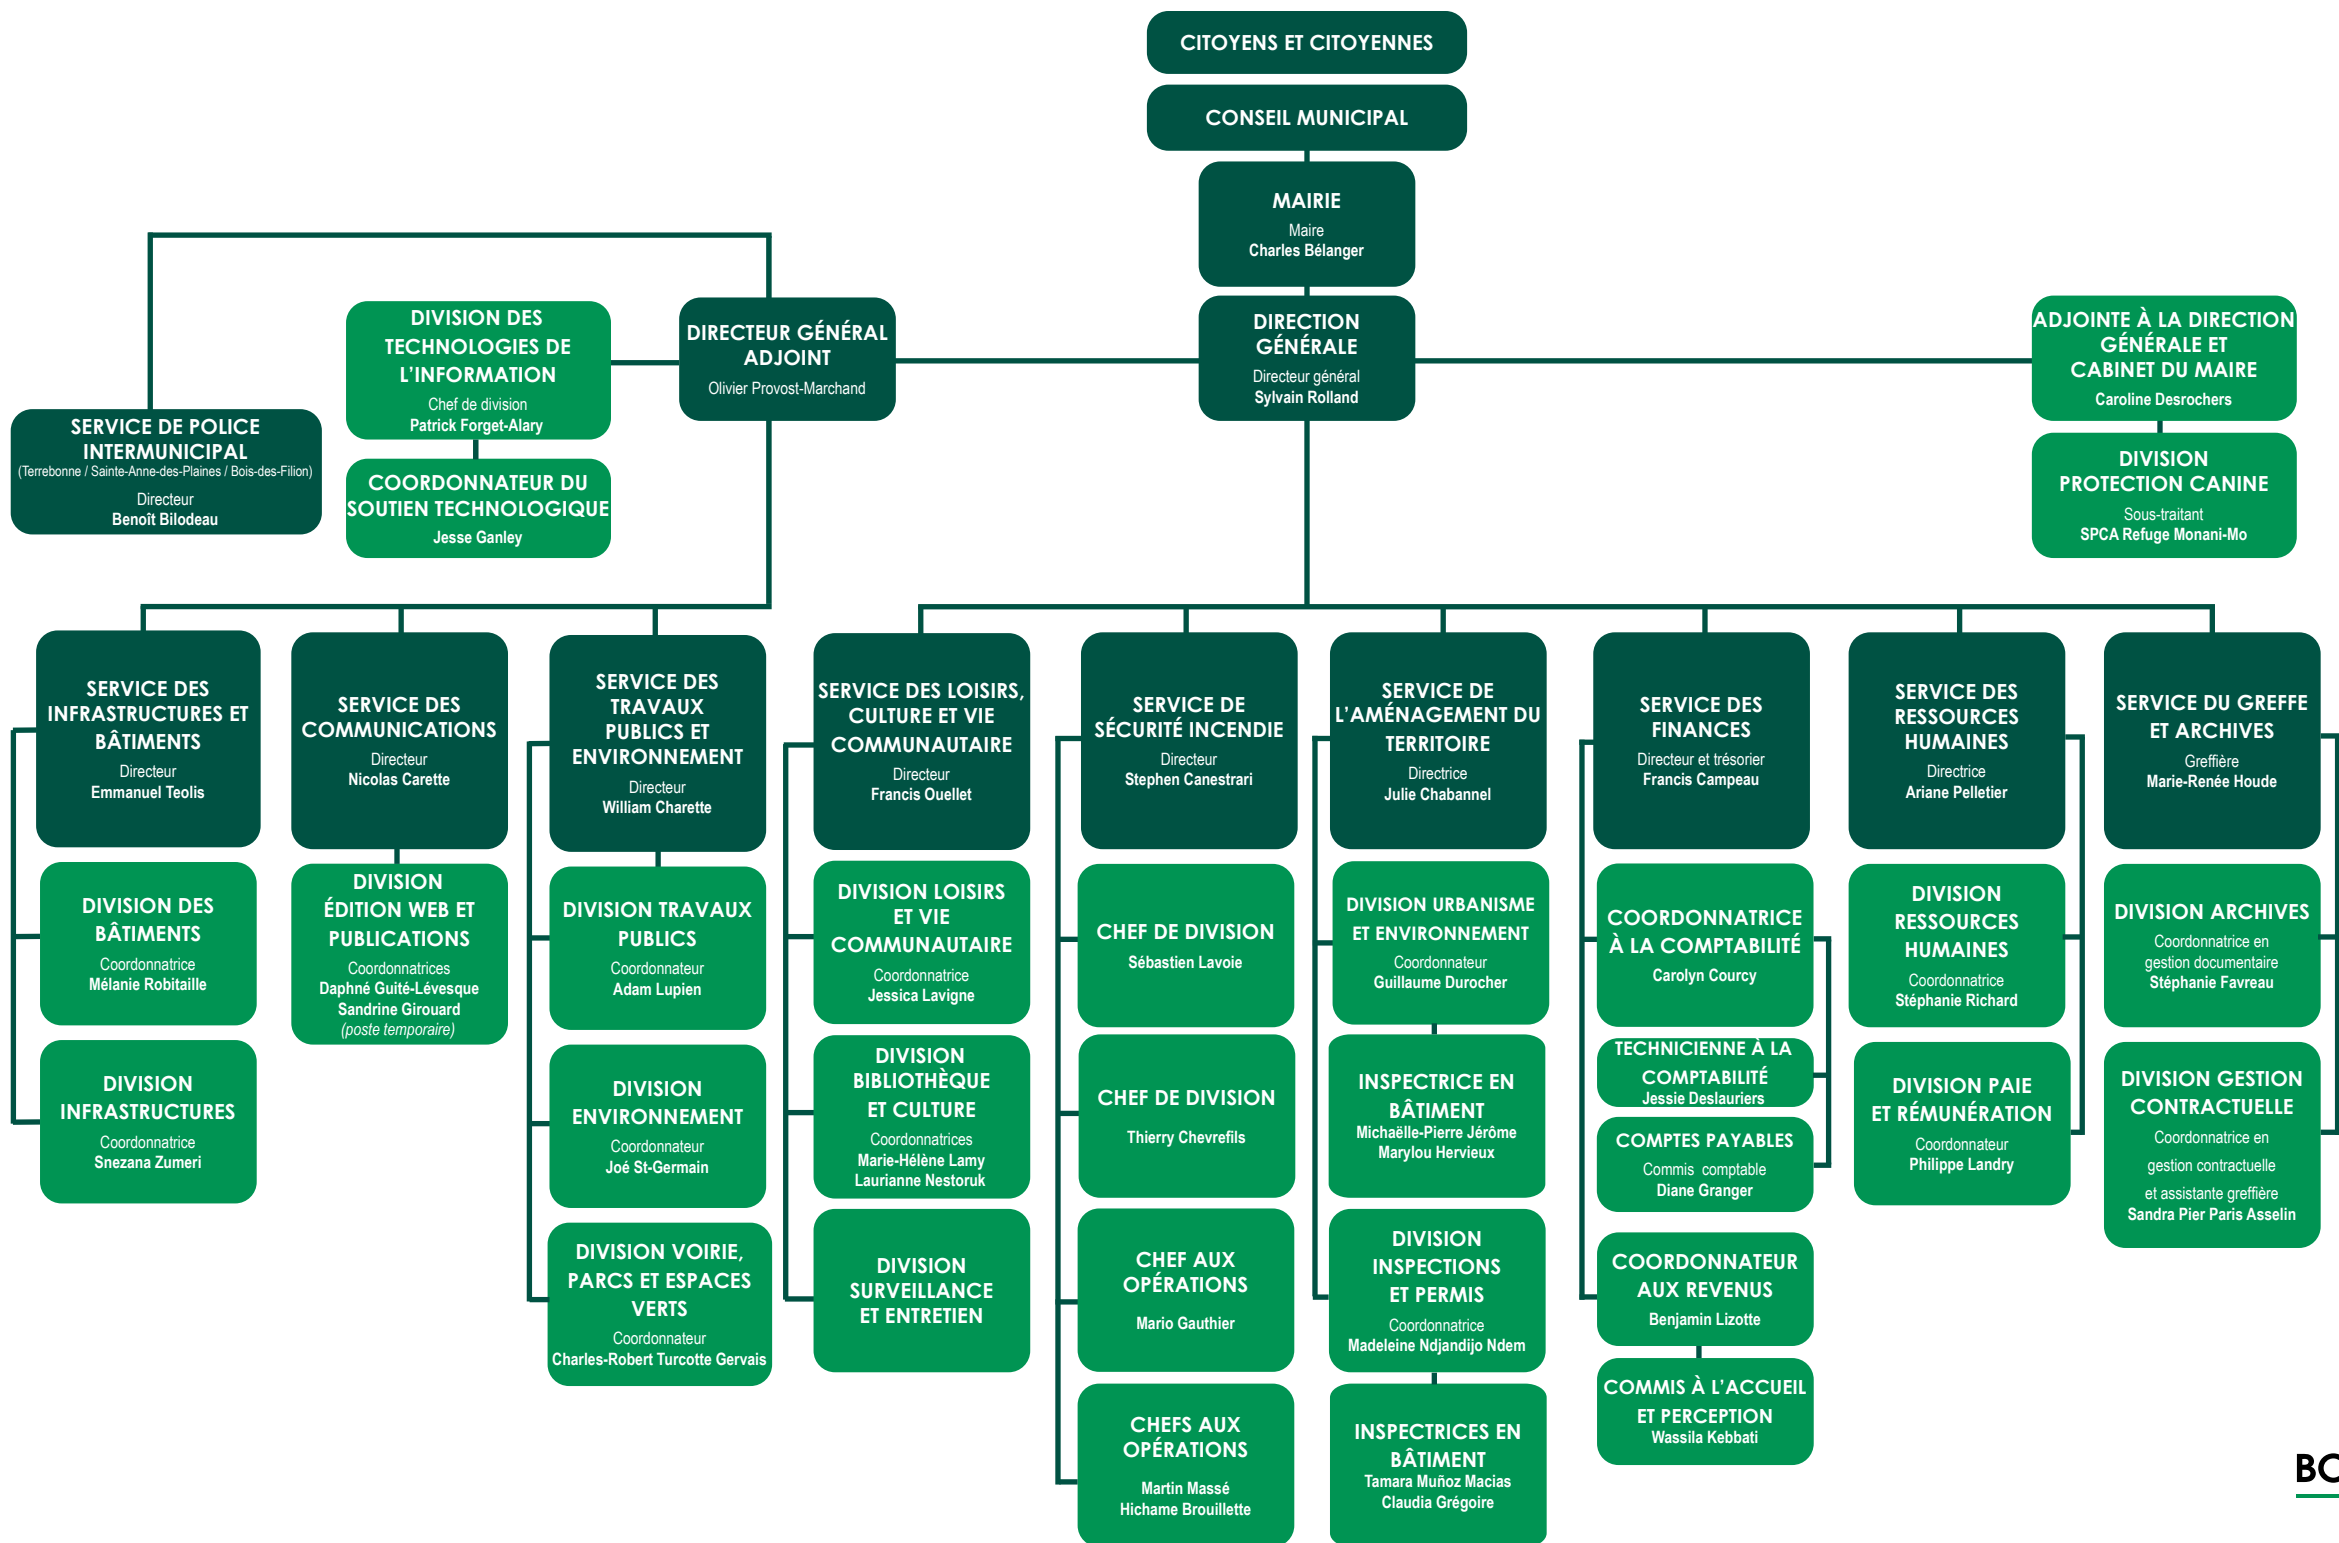 CITOYENS ET CITOYENNES
CONSEIL MUNICIPAL
MAIRIE
Maire
Charles Bélanger
DIRECTION
GÉNÉRALE
Directeur général
Sylvain Rolland
DIRECTEUR GÉNÉRAL
ADJOINT
Olivier Provost-Marchand
DIVISION DES
TECHNOLOGIES DE
L'INFORMATION
Chef de division
Patrick Forget-Alary
COORDONNATEUR DU
SOUTIEN TECHNOLOGIQUE
Jesse Ganley
SERVICE DE POLICE
INTERMUNICIPAL
(Terrebonne / Sainte-Anne-des-Plaines / Bois-des-Filion)
Directeur
Benoît Bilodeau
ADJOINTE À LA DIRECTION
GÉNÉRALE ET
CABINET DU MAIRE
Caroline Desrochers
DIVISION
PROTECTION CANINE
Sous-traitant
SPCA Refuge Monani-Mo
SERVICE DES
INFRASTRUCTURES ET
BÂTIMENTS
Directeur
Emmanuel Teolis
DIVISION DES
BÂTIMENTS
Coordonnatrice
Mélanie Robitaille
DIVISION
INFRASTRUCTURES
Coordonnatrice
Snezana Zumeri
SERVICE DES
COMMUNICATIONS
Directeur
Nicolas Carette
DIVISION
ÉDITION WEB ET
PUBLICATIONS
Coordonnatrices
Daphné Guité-Lévesque
Sandrine Girouard
(poste temporaire)
SERVICE DES
TRAVAUX
PUBLICS ET
ENVIRONNEMENT
Directeur
William Charette
DIVISION TRAVAUX
PUBLICS
Coordonnateur
Adam Lupien
DIVISION
ENVIRONNEMENT
Coordonnateur
Joé St-Germain
DIVISION VOIRIE,
PARCS ET ESPACES
VERTS
Coordonnateur
Charles-Robert Turcotte Gervais
SERVICE DES LOISIRS,
CULTURE ET VIE
COMMUNAUTAIRE
Directeur
Francis Ouellet
DIVISION LOISIRS
ET VIE
COMMUNAUTAIRE
Coordonnatrice
Jessica Lavigne
DIVISION
BIBLIOTHÈQUE
ET CULTURE
Coordonnatrices
Marie-Hélène Lamy
Laurianne Nestoruk
DIVISION
SURVEILLANCE
ET ENTRETIEN
SERVICE DE
SÉCURITÉ INCENDIE
Directeur
Stephen Canestrari
CHEF DE DIVISION
Sébastien Lavoie
CHEF DE DIVISION
Thierry Chevrefils
CHEF AUX
OPÉRATIONS
Mario Gauthier
CHEFS AUX
OPÉRATIONS
Martin Massé
Hichame Brouillette
SERVICE DE
L'AMÉNAGEMENT DU
TERRITOIRE
Directrice
Julie Chabannel
DIVISION URBANISME
ET ENVIRONNEMENT
Coordonnateur
Guillaume Durocher
INSPECTRICE EN
BÂTIMENT
Michaëlle-Pierre Jérôme
Marylou Hervieux
DIVISION
INSPECTIONS
ET PERMIS
Coordonnatrice
Madeleine Ndjandijo Ndem
INSPECTRICES EN
BÂTIMENT
Tamara Muñoz Macias
Claudia Grégoire
SERVICE DES
FINANCES
Directeur et trésorier
Francis Campeau
COORDONNATRICE
À LA COMPTABILITÉ
Carolyn Courcy
TECHNICIENNE À LA
COMPTABILITÉ
Jessie Deslauriers
COMPTES PAYABLES
Commis comptable
Diane Granger
COORDONNATEUR
AUX REVENUS
Benjamin Lizotte
COMMIS À L'ACCUEIL
ET PERCEPTION
Wassila Kebbati
SERVICE DES
RESSOURCES
HUMAINES
Directrice
Ariane Pelletier
DIVISION
RESSOURCES
HUMAINES
Coordonnatrice
Stéphanie Richard
DIVISION PAIE
ET RÉMUNÉRATION
Coordonnateur
Philippe Landry
SERVICE DU GREFFE
ET ARCHIVES
Greffière
Marie-Renée Houde
DIVISION ARCHIVES
Coordonnatrice en
gestion documentaire
Stéphanie Favreau
DIVISION GESTION
CONTRACTUELLE
Coordonnatrice en
gestion contractuelle
et assistante greffière
Sandra Pier Paris Asselin